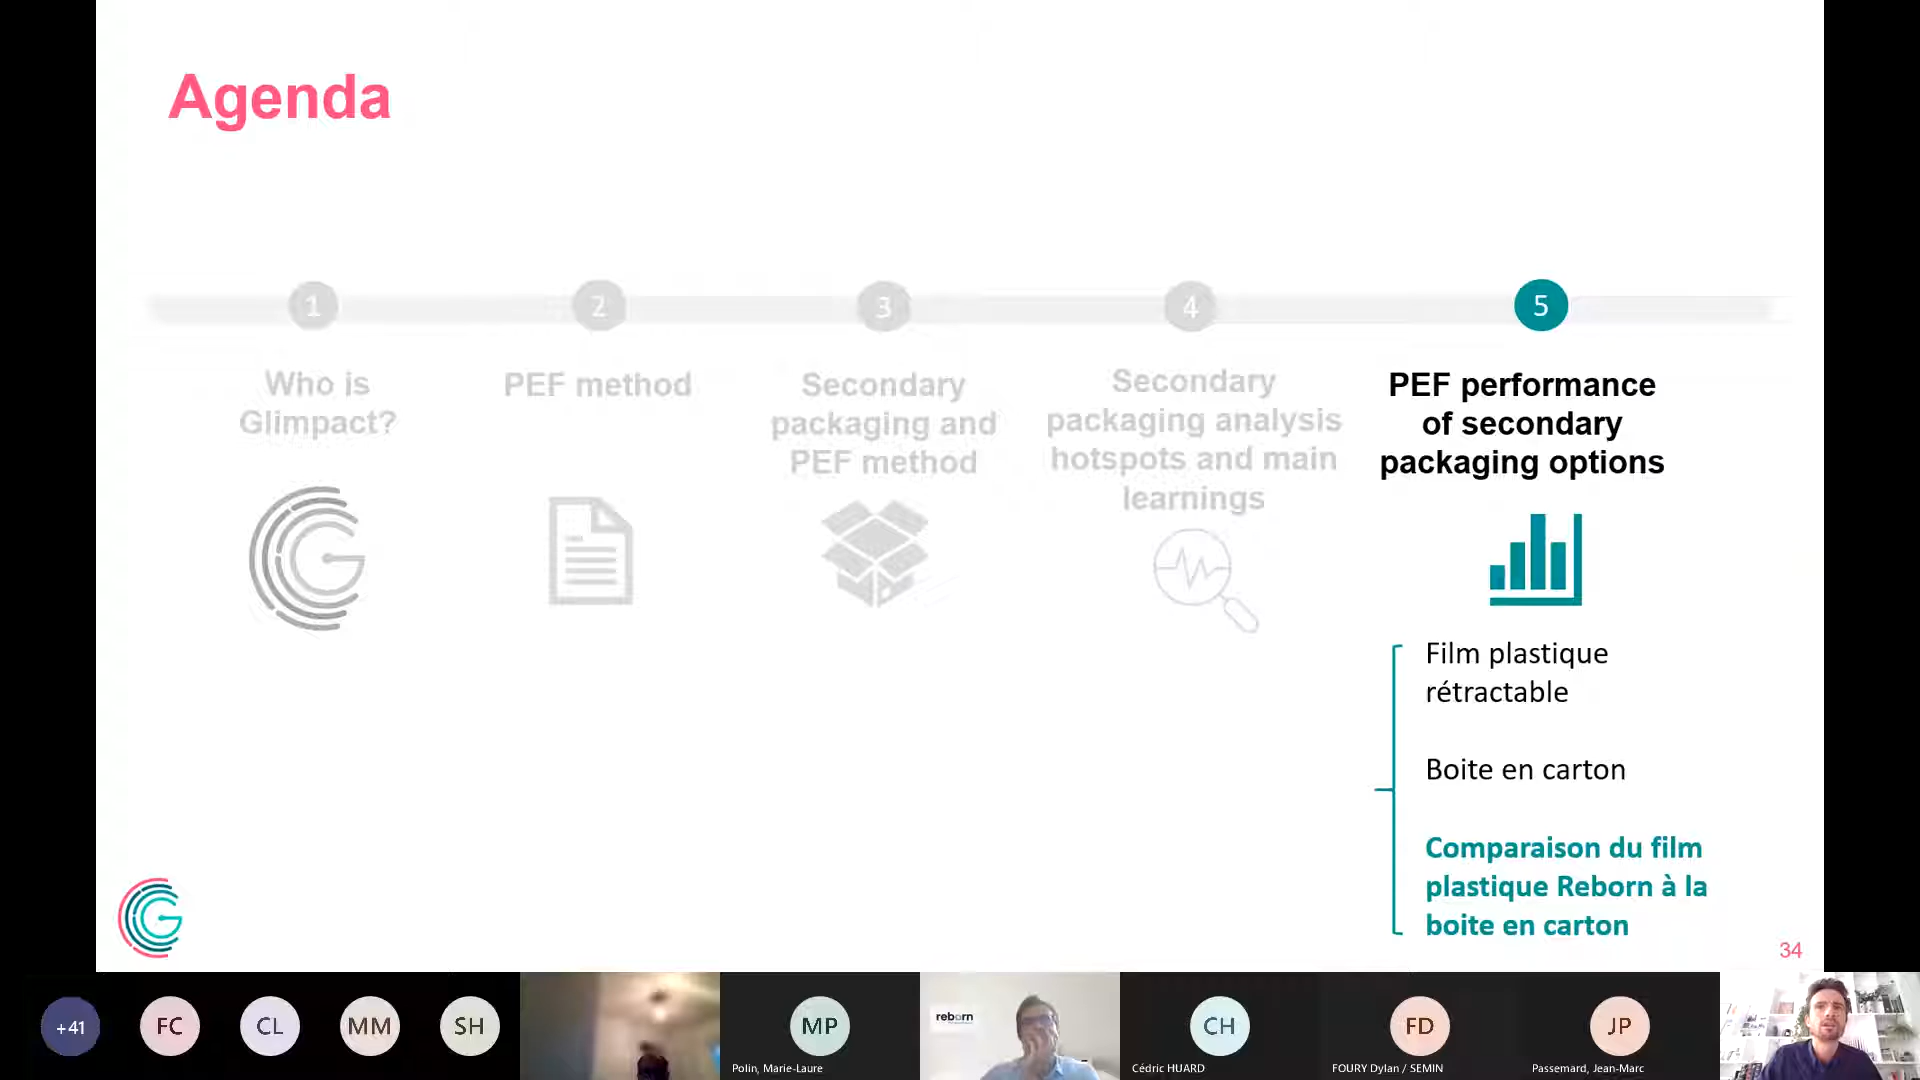 Agenda
1
2
3
4
5
Who is
Glimpact?
PEF method
Secondary
packaging and
PEF method
Secondary
packaging analysis
hotspots and main
learnings
PEF performance
of secondary
packaging options
Film plastique
rétractable
Boite en carton
Comparaison du film
plastique Reborn à la
boite en carton
34
+41
FC
CL
MM
SH
MP
Polin, Marie-Laure
reborn
CH
Cédric HUARD
FD
FOURY Dylan / SEMIN
JP
Passemard, Jean-Marc